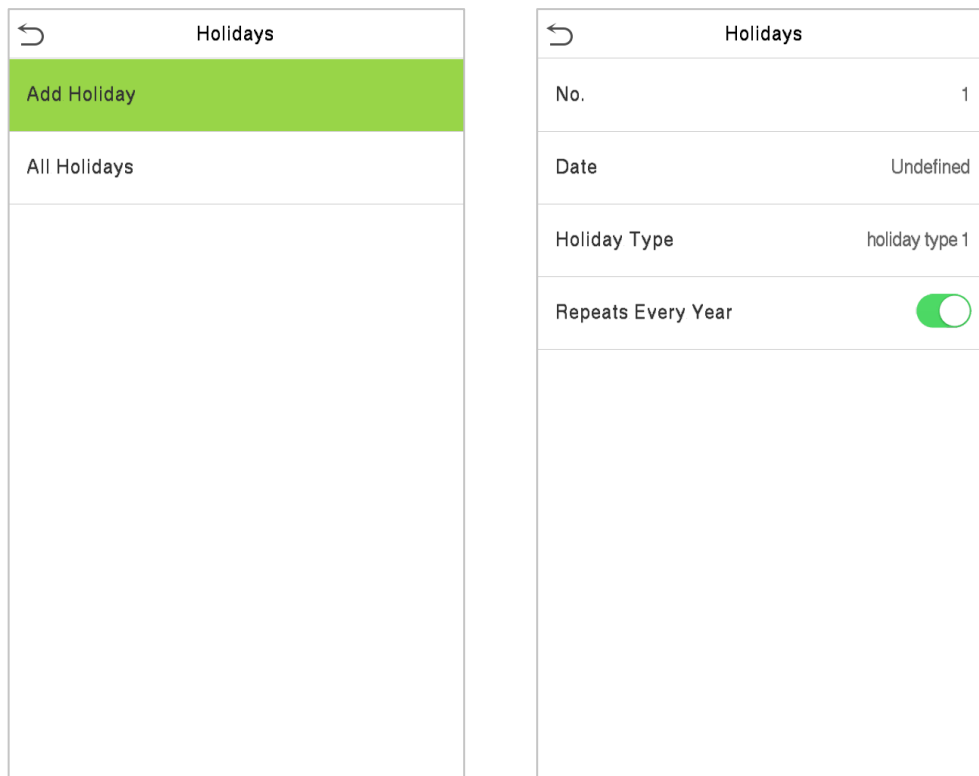 Holidays
Add Holiday
All Holidays
Holidays
No. 1
Date Undefined
Holiday Type holiday type 1
Repeats Every Year